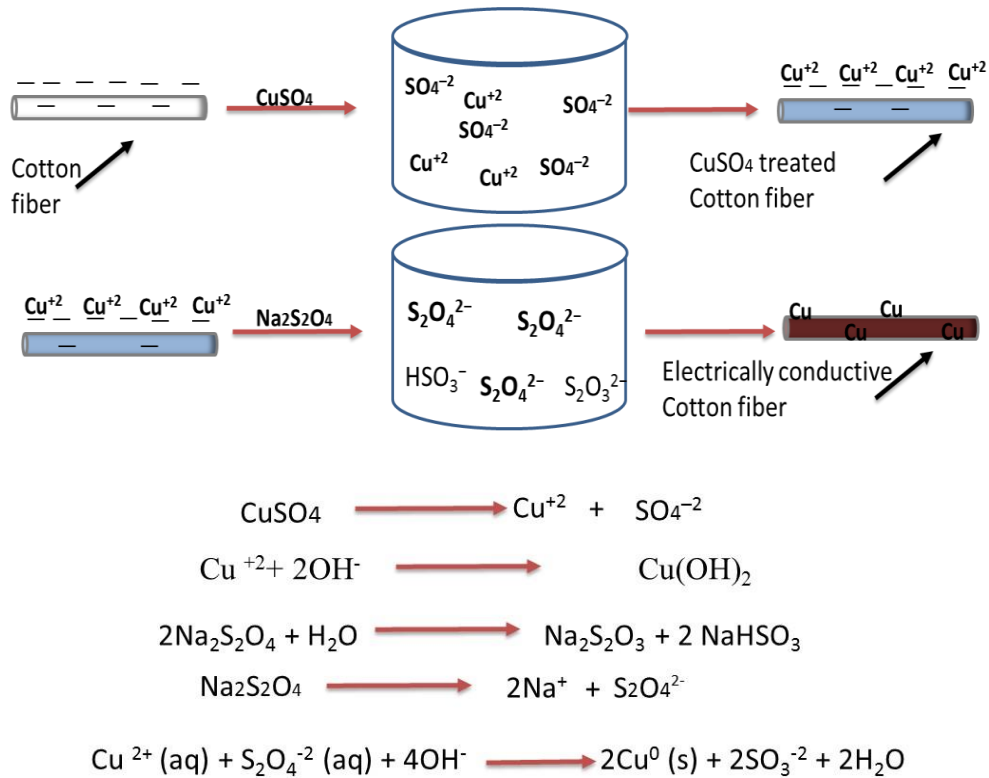 CuSO4
SO4⁻²
Cu⁺²
SO4⁻²
SO4⁻²
Cu⁺²
Cu⁺²
SO4⁻²
Cu⁺² Cu⁺² Cu⁺² Cu⁺²
Cotton
fiber
CuSO4 treated
Cotton fiber
Cu⁺² Cu⁺² Cu⁺² Cu⁺²
Na2S2O4
S₂O₄²⁻
S₂O₄²⁻
HSO₃⁻
S₂O₄²⁻
S₂O₃²⁻
Cu
Cu
Cu
Cu
Electrically conductive
Cotton fiber
CuSO4 Cu⁺² + SO4⁻²
Cu ⁺²+ 2OH⁻ Cu(OH)₂
2Na₂S₂O₄ + H₂O Na₂S₂O₃ + 2 NaHSO₃
Na2S2O4 2Na⁺ + S2O4²⁻
Cu ²⁺ (aq) + S₂O₄⁻² (aq) + 4OH⁻ 2Cu⁰ (s) + 2SO₃⁻² + 2H₂O